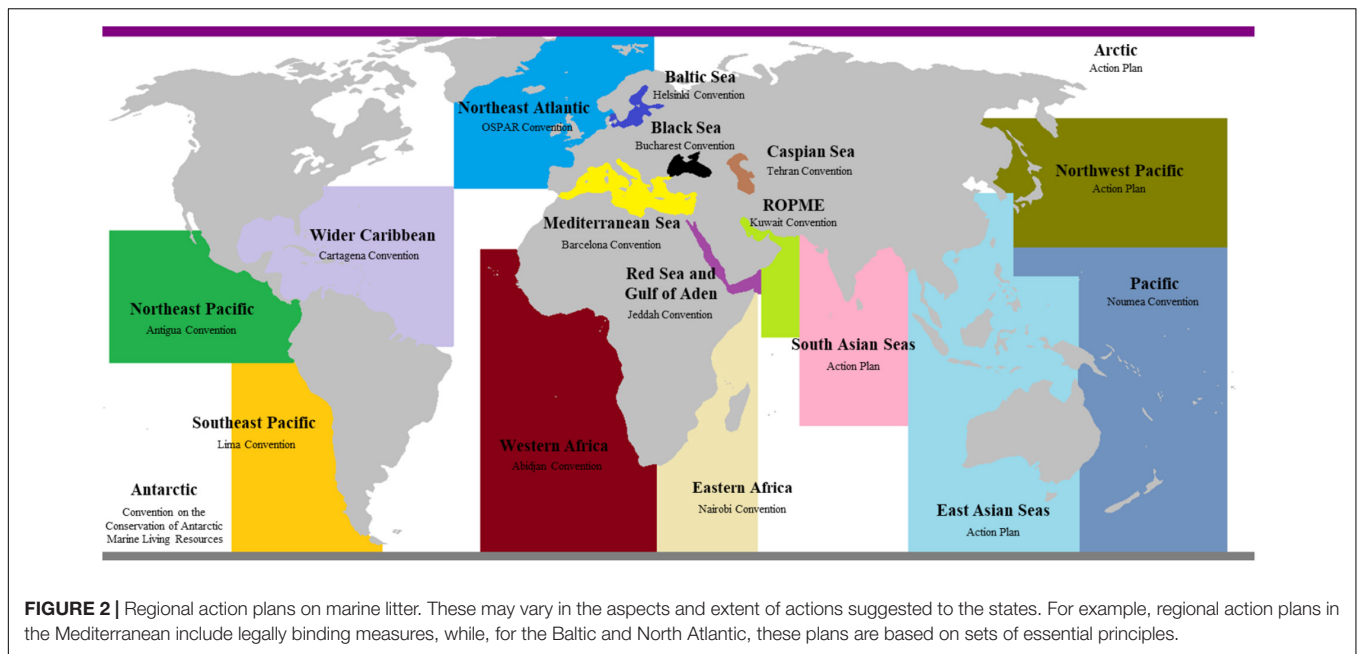 Arctic
Action Plan
Baltic Sea
Helsinki Convention
Northeast Atlantic
OSPAR Convention
Black Sea
Bucharest Convention
Caspian Sea
Tehran Convention
Northwest Pacific
Action Plan
ROPME
Kuwait Convention
Mediterranean Sea
Barcelona Convention
Wider Caribbean
Cartagena Convention
Red Sea and
Gulf of Aden
Jeddah Convention
Pacific
Noumea Convention
Northeast Pacific
Antigua Convention
South Asian Seas
Action Plan
Southeast Pacific
Lima Convention
Western Africa
Abidjan Convention
Antarctic
Convention on the
Conservation of Antarctic
Marine Living Resources
Eastern Africa
Nairobi Convention
East Asian Seas
Action Plan
FIGURE 2 | Regional action plans on marine litter. These may vary in the aspects and extent of actions suggested to the states. For example, regional action plans in
the Mediterranean include legally binding measures, while, for the Baltic and North Atlantic, these plans are based on sets of essential principles.